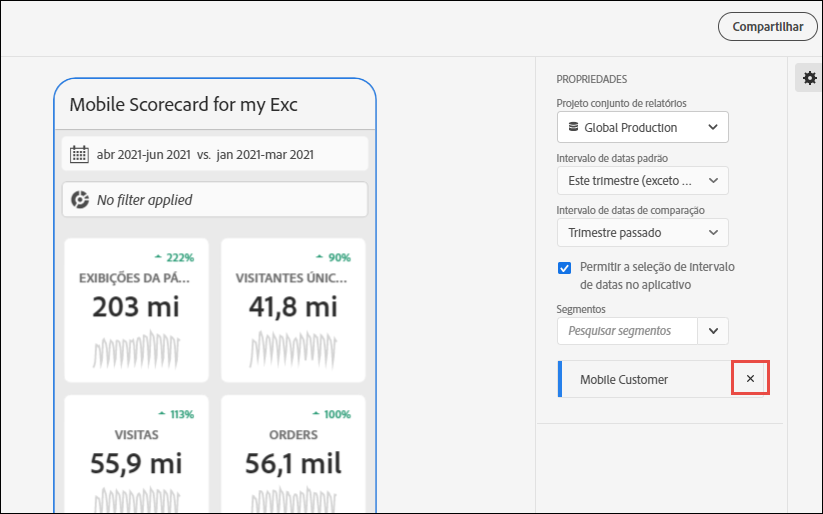 Compartilhar
Mobile Scorecard for my Exc
abr 2021-jun 2021 vs. jan 2021-mar 2021
No filter applied
222%
EXIBIÇÕES DA PÁ...
203 mi
90%
VISITANTES ÚNIC...
41,8 mi
113%
VISITAS
55,9 mi
100%
ORDERS
56,1 mil
PROPRIEDADES
Projeto conjunto de relatórios
Global Production
Intervalo de datas padrão
Este trimestre (exceto ...
Intervalo de datas de comparação
Trimestre passado
Permitir a seleção de intervalo
de datas no aplicativo
Segmentos
Pesquisar segmentos
Mobile Customer